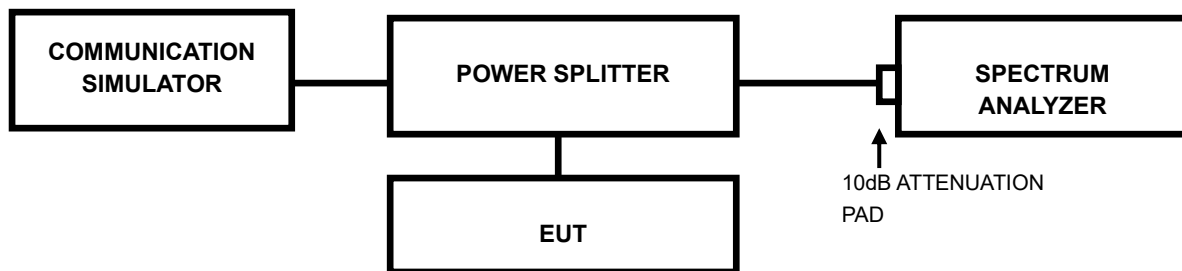 COMMUNICATION
SIMULATOR
POWER SPLITTER
SPECTRUM
ANALYZER
10dB ATTENUATION
PAD
EUT